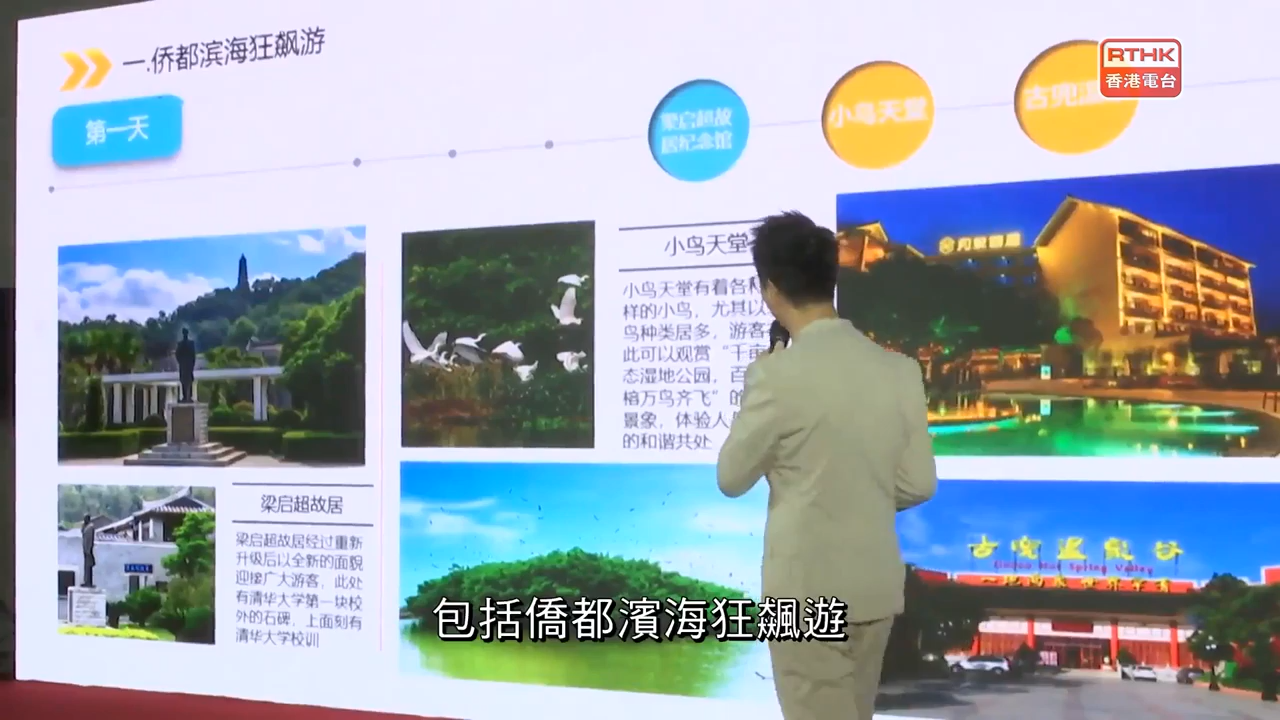 一.侨都滨海狂飙游
RTHK
香港電台
第一天
梁启超故
居纪念馆
小鸟天堂
古兜温
小鸟天堂
小鸟天堂有着各种
样的小鸟，尤其以
鸟种类居多，游客
此可以观赏“千亩
态湿地公园，百
榕万鸟齐飞”的
景象，体验人
的和谐共处
梁启超故居
梁启超故居经过重新
升级后以全新的面貌
迎接广大游客，此处
有清华大学第一块校
外的石碑，上面刻有
清华大学校训
古兜温泉谷
Gudou Hot Spring Valley
包括僑都濱海狂飆遊